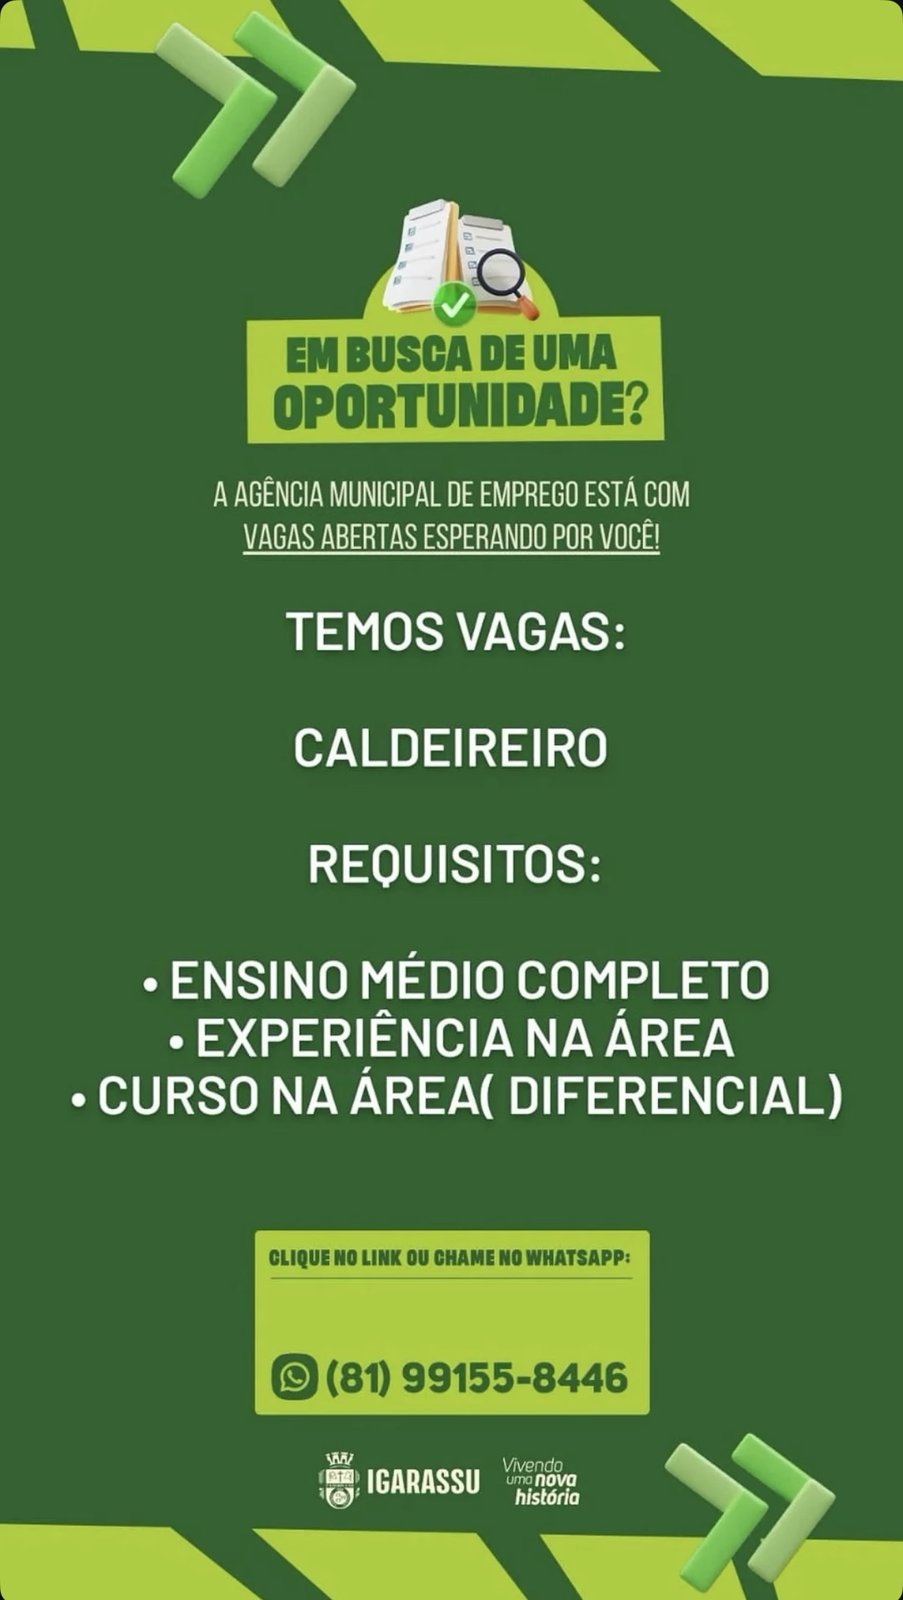 EM BUSCA DE UMA
OPORTUNIDADE?
A AGÊNCIA MUNICIPAL DE EMPREGO ESTÁ COM
VAGAS ABERTAS ESPERANDO POR VOCÊ!
TEMOS VAGAS:
CALDEIREIRO
REQUISITOS:
• ENSINO MÉDIO COMPLETO
• EXPERIÊNCIA NA ÁREA
• CURSO NA ÁREA( DIFERENCIAL)
CLIQUE NO LINK OU CHAME NO WHATSAPP:
(81) 99155-8446
IGARASSU
Vivendo
uma nova
história